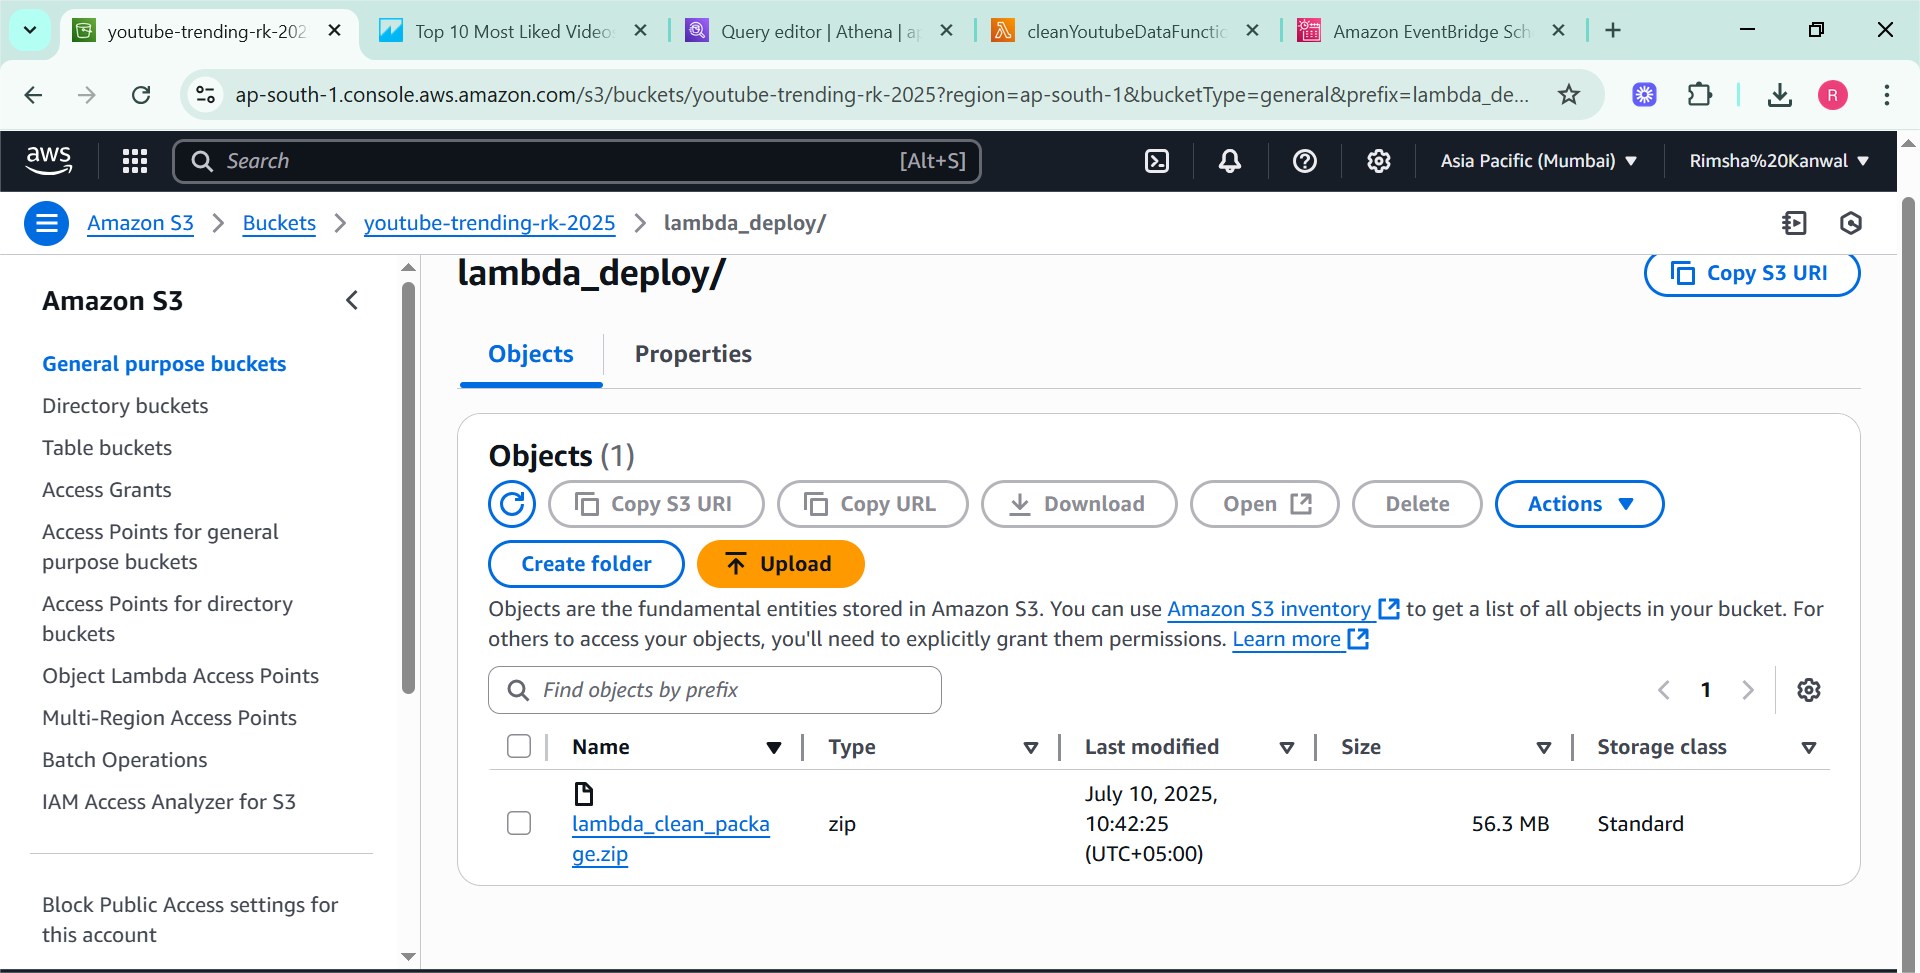 youtube-trending-rk-202
Top 10 Most Liked Video
Query editor | Athena | a
cleanYoutubeDataFunctio
Amazon EventBridge Sch
ap-south-1.console.aws.amazon.com/s3/buckets/youtube-trending-rk-2025?region=ap-south-1&bucketType=general&prefix=lambda_de...
R
aws
Search
[Alt+S]
Asia Pacific (Mumbai)
Rimsha%20Kanwal
Amazon S3
Buckets
youtube-trending-rk-2025
lambda_deploy/
Amazon S3
General purpose buckets
Directory buckets
Table buckets
Access Grants
Access Points for general
purpose buckets
Access Points for directory
buckets
Object Lambda Access Points
Multi-Region Access Points
Batch Operations
IAM Access Analyzer for S3
Block Public Access settings for
this account
lambda_deploy/
Copy S3 URI
Objects
Properties
Objects (1)
Copy S3 URI
Copy URL
Download
Open
Delete
Actions
Create folder
Upload
Objects are the fundamental entities stored in Amazon S3. You can use Amazon S3 inventory to get a list of all objects in your bucket. For
others to access your objects, you'll need to explicitly grant them permissions. Learn more
Find objects by prefix
1
Name
Type
Last modified
Size
Storage class
lambda_clean_packa
ge.zip
zip
July 10, 2025,
10:42:25
(UTC+05:00)
56.3 MB
Standard